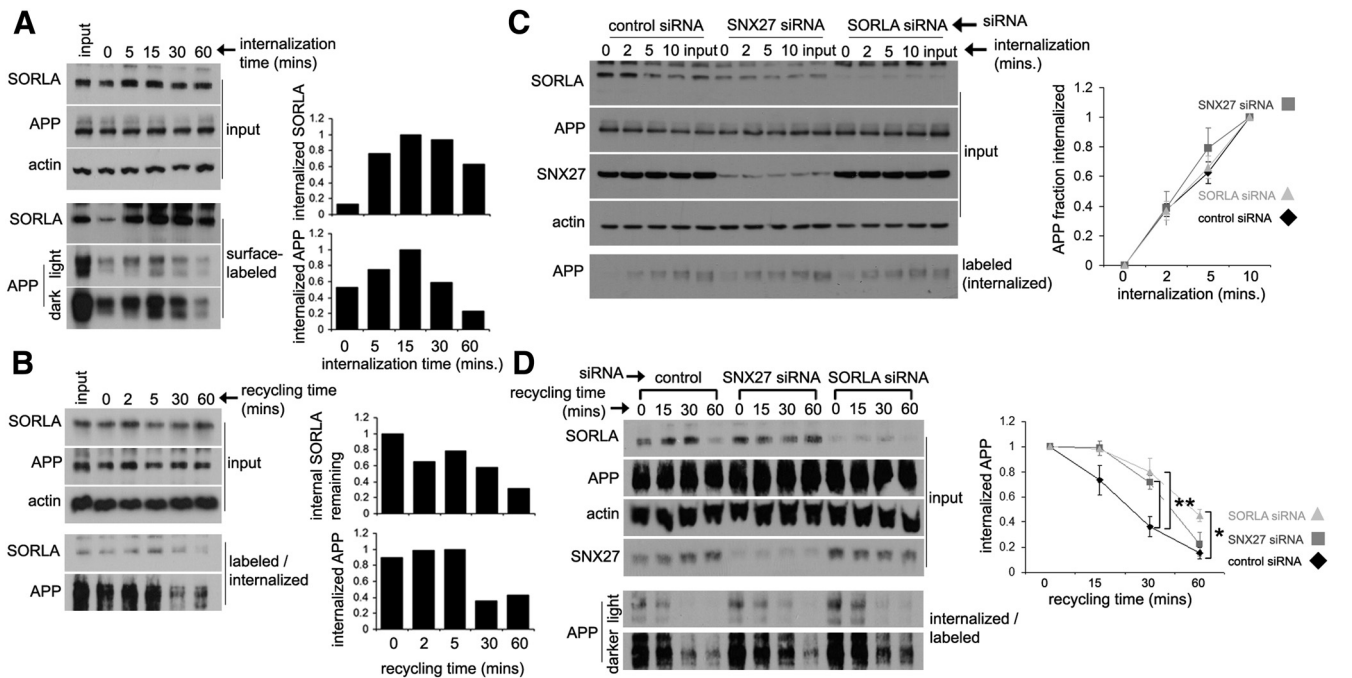 A
input
0 5 15 30 60
internalization
time (mins)
SORLA
APP
actin
input
SORLA
APP
light
dark
surface-
labeled
internalized SORLA
1.2
1
0.8
0.6
0.4
0.2
0
internalized APP
1.2
1
0.8
0.6
0.4
0.2
0
0 5 15 30 60
internalization time (mins.)
B
input
0 2 5 30 60
recycling time
(mins)
SORLA
APP
actin
input
SORLA
APP
labeled /
internalized
internal SORLA
remaining
1.2
1
0.8
0.6
0.4
0.2
0
internalized APP
1.2
1
0.8
0.6
0.4
0.2
0
0 2 5 30 60
recycling time (mins)
C
control siRNA SNX27 siRNA SORLA siRNA
siRNA
0 2 5 10 input 0 2 5 10 input 0 2 5 10 input
internalization
(mins.)
SORLA
APP
SNX27
actin
input
APP
labeled
(internalized)
APP fraction internalized
1.2
1
0.8
0.6
0.4
0.2
0
SNX27 siRNA
SORLA siRNA
control siRNA
0 2 5 10
internalization (mins.)
D
siRNA
control SNX27 siRNA SORLA siRNA
recycling time
(mins)
0 15 30 60 0 15 30 60 0 15 30 60
SORLA
APP
actin
SNX27
input
APP
light
darker
internalized /
labeled
internalized APP
1.2
1
0.8
0.6
0.4
0.2
0
**
*
SORLA siRNA
SNX27 siRNA
control siRNA
0 15 30 60
recycling time (mins)